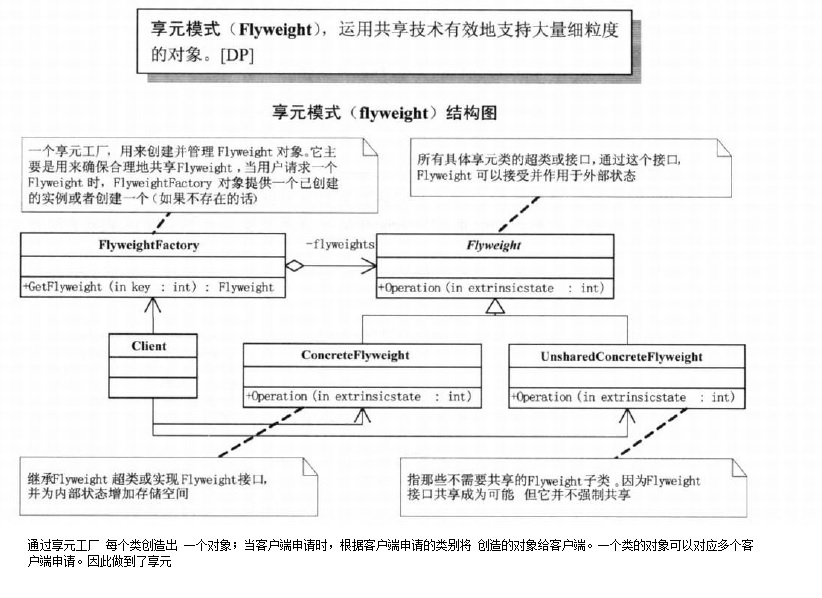 享元模式（Flyweight），运用共享技术有效地支持大量细粒度
的对象。[DP]
享元模式（flyweight）结构图
一个享元工厂，用来创建并管理Flyweight 对象。它主
要是用来确保合理地共享Flyweight，当用户请求一个
Flyweight 时，FlyweightFactory 对象提供一个已创建
的实例或者创建一个（如果不存在的话）
所有具体享元类的超类或接口，通过这个接口，
Flyweight 可以接受并作用于外部状态
FlyweightFactory
+GetFlyweight (in key : int) : Flyweight
-flyweights
Flyweight
+Operation (in extrinsicstate : int)
Client
ConcreteFlyweight
+Operation (in extrinsicstate : int)
UnsharedConcreteFlyweight
+Operation (in extrinsicstate : int)
继承Flyweight 超类或实现Flyweight接口，
并为内部状态增加存储空间
指那些不需要共享的Flyweight 子类 。因为Flyweight
接口共享成为可能 但它并不强制共享
通过享元工厂 每个类创造出 一个对象；当客户端申请时，根据客户端申请的类别将 创造的对象给客户端。一个类的对象可以对应多个客
户端申请。因此做到了享元